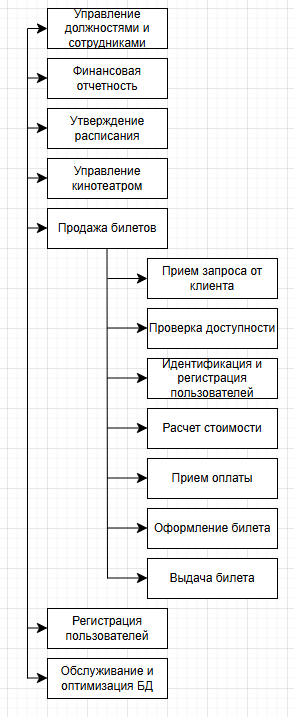 Управление
должностями и
сотрудниками
Финансовая
отчетность
Утверждение
расписания
Управление
кинотеатром
Продажа билетов
Прием запроса от
клиента
Проверка доступности
Идентификация и
регистрация
пользователей
Расчет стоимости
Прием оплаты
Оформление билета
Выдача билета
Регистрация
пользователей
Обслуживание и
оптимизация БД